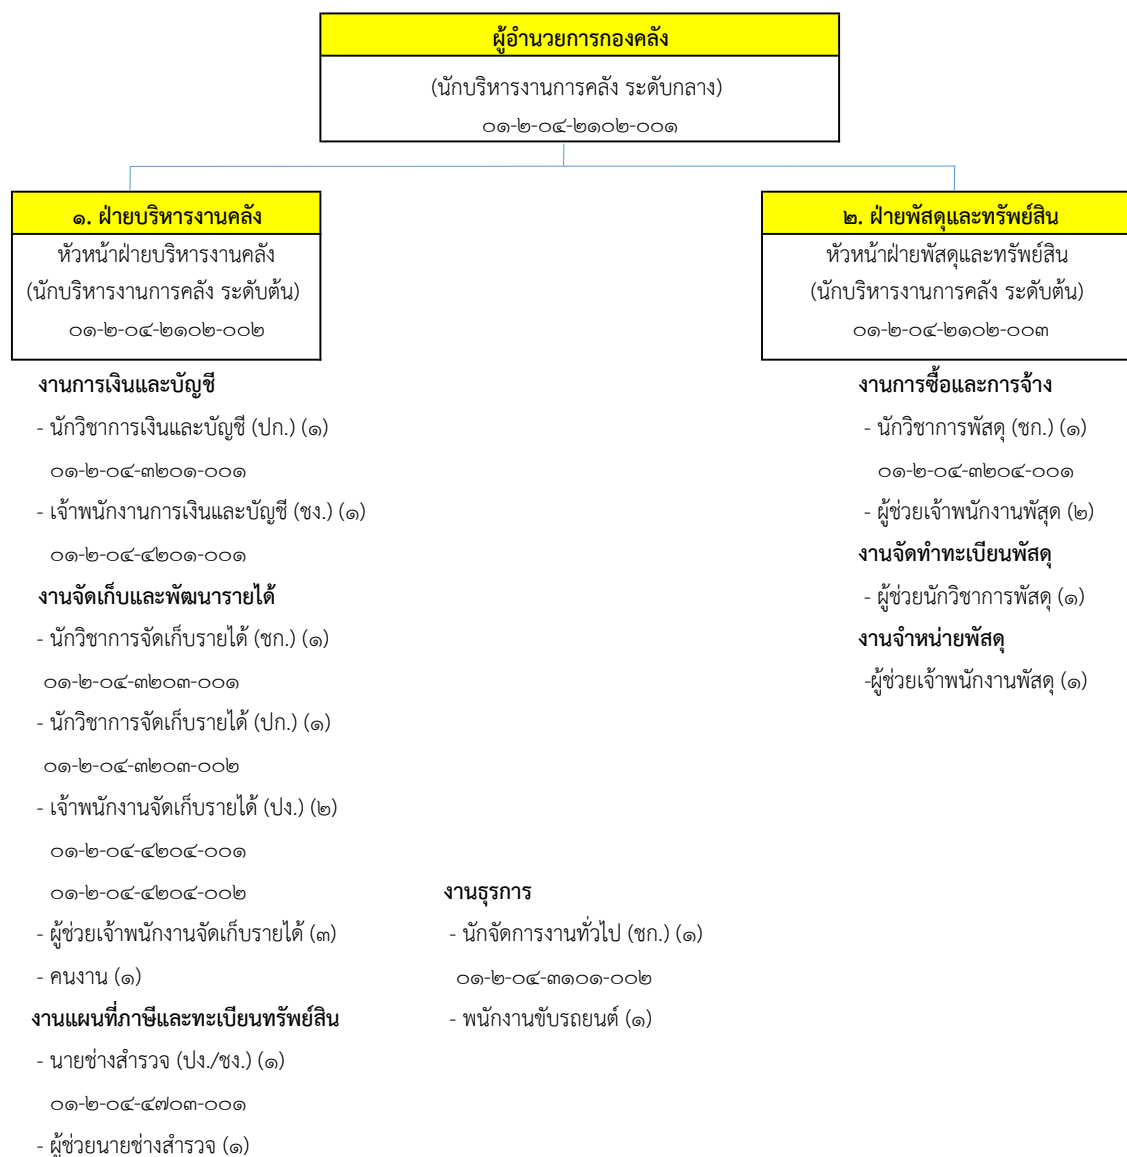 ผู้อำนวยการกองคลัง
(นักบริหารงานการคลัง ระดับกลาง)
๐๑-๒-๐๔-๒๑๐๒-๐๐๑
๑. ฝ่ายบริหารงานคลัง
หัวหน้าฝ่ายบริหารงานคลัง
(นักบริหารงานการคลัง ระดับต้น)
๐๑-๒-๐๔-๒๑๐๒-๐๐๒
งานการเงินและบัญชี
- นักวิชาการเงินและบัญชี (ปก.) (๑)
๐๑-๒-๐๔-๓๒๐๑-๐๐๑
- เจ้าพนักงานการเงินและบัญชี (ชง.) (๑)
๐๑-๒-๐๔-๔๒๐๑-๐๐๑
งานจัดเก็บและพัฒนารายได้
- นักวิชาการจัดเก็บรายได้ (ชก.) (๑)
๐๑-๒-๐๔-๓๒๐๓-๐๐๑
- นักวิชาการจัดเก็บรายได้ (ปก.) (๑)
๐๑-๒-๐๔-๓๒๐๓-๐๐๒
- เจ้าพนักงานจัดเก็บรายได้ (ปง.) (๒)
๐๑-๒-๐๔-๔๒๐๔-๐๐๑
๐๑-๒-๐๔-๔๒๐๔-๐๐๒
- ผู้ช่วยเจ้าพนักงานจัดเก็บรายได้ (๓)
- คนงาน (๑)
งานแผนที่ภาษีและทะเบียนทรัพย์สิน
- นายช่างสำรวจ (ปง./ชง.) (๑)
๐๑-๒-๐๔-๔๗๐๓-๐๐๑
- ผู้ช่วยนายช่างสำรวจ (๑)
งานธุรการ
- นักจัดการงานทั่วไป (ชก.) (๑)
๐๑-๒-๐๔-๓๑๐๑-๐๐๒
- พนักงานขับรถยนต์ (๑)
๒. ฝ่ายพัสดุและทรัพย์สิน
หัวหน้าฝ่ายพัสดุและทรัพย์สิน
(นักบริหารงานการคลัง ระดับต้น)
๐๑-๒-๐๔-๒๑๐๒-๐๐๓
งานการซื้อและการจ้าง
- นักวิชาการพัสดุ (ชก.) (๑)
๐๑-๒-๐๔-๓๒๐๔-๐๐๑
- ผู้ช่วยเจ้าพนักงานพัสุด (๒)
งานจัดทำทะเบียนพัสดุ
- ผู้ช่วยนักวิชาการพัสดุ (๑)
งานจำหน่ายพัสดุ
-ผู้ช่วยเจ้าพนักงานพัสดุ (๑)